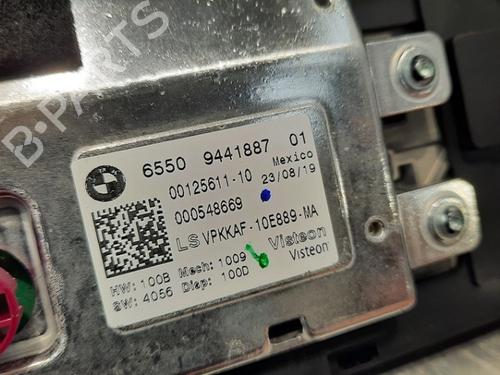 B-PARTS
6550 9441887 01
00125611-10 Mexico
000548669 23/08/19
LS VPKKAF-10E889-MA
HW: 100B Mech: 1009 Visteon
SW: 4056 Disp: 100D Visteon